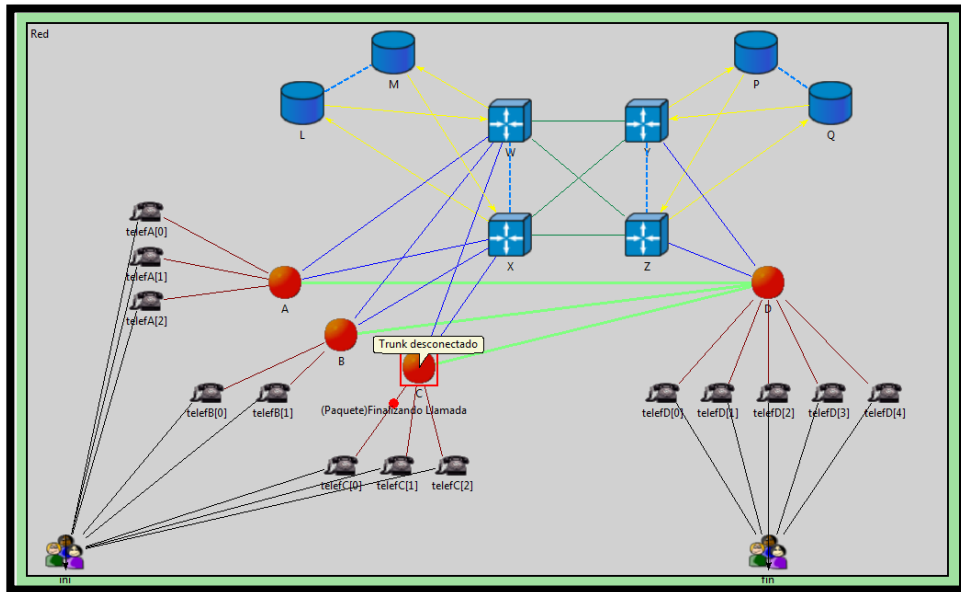 Red
M
P
L
Q
W
Y
telefA[0]
X
Z
telefA[1]
telefA[2]
A
D
B
Trunk desconectado
C
telefB[0]
telefB[1]
(Paquete)Finalizando Llamada
telefD[0]
telefD[1]
telefD[2]
telefD[3]
telefD[4]
telefC[0]
telefC[1]
telefC[2]
ini
fin